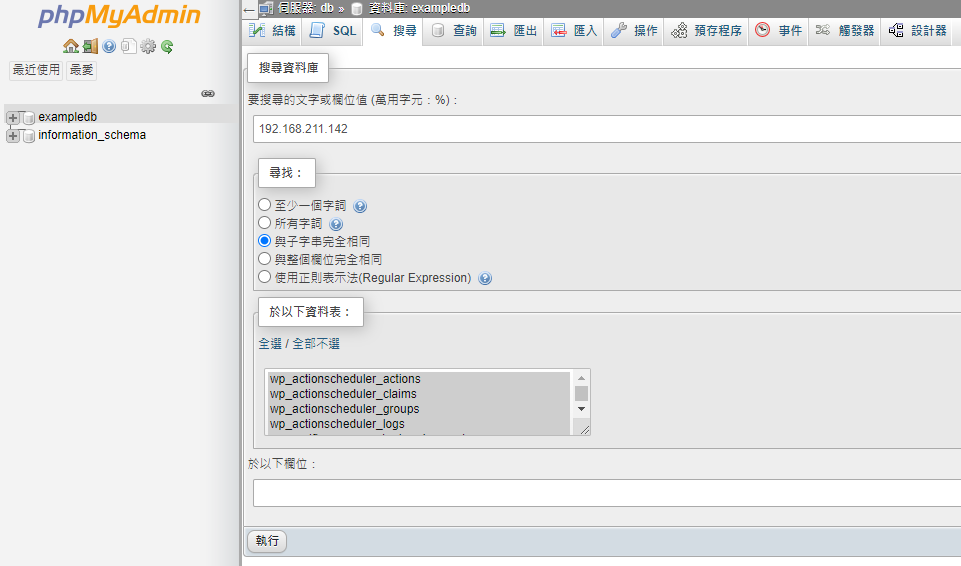 phpMyAdmin
最近使用 最愛
exampledb
information_schema
伺服器: db » 資料庫: exampledb
結構 SQL 搜尋 查詢 匯出 匯入 操作 預存程序 事件 觸發器 設計器
搜尋資料庫
要搜尋的文字或欄位值 (萬用字元：%)：
192.168.211.142
尋找：
至少一個字詞
所有字詞
與子字串完全相同
與整個欄位完全相同
使用正則表示法(Regular Expression)
於以下資料表：
全選 / 全部不選
wp_actionscheduler_actions
wp_actionscheduler_claims
wp_actionscheduler_groups
wp_actionscheduler_logs
於以下欄位：
執行